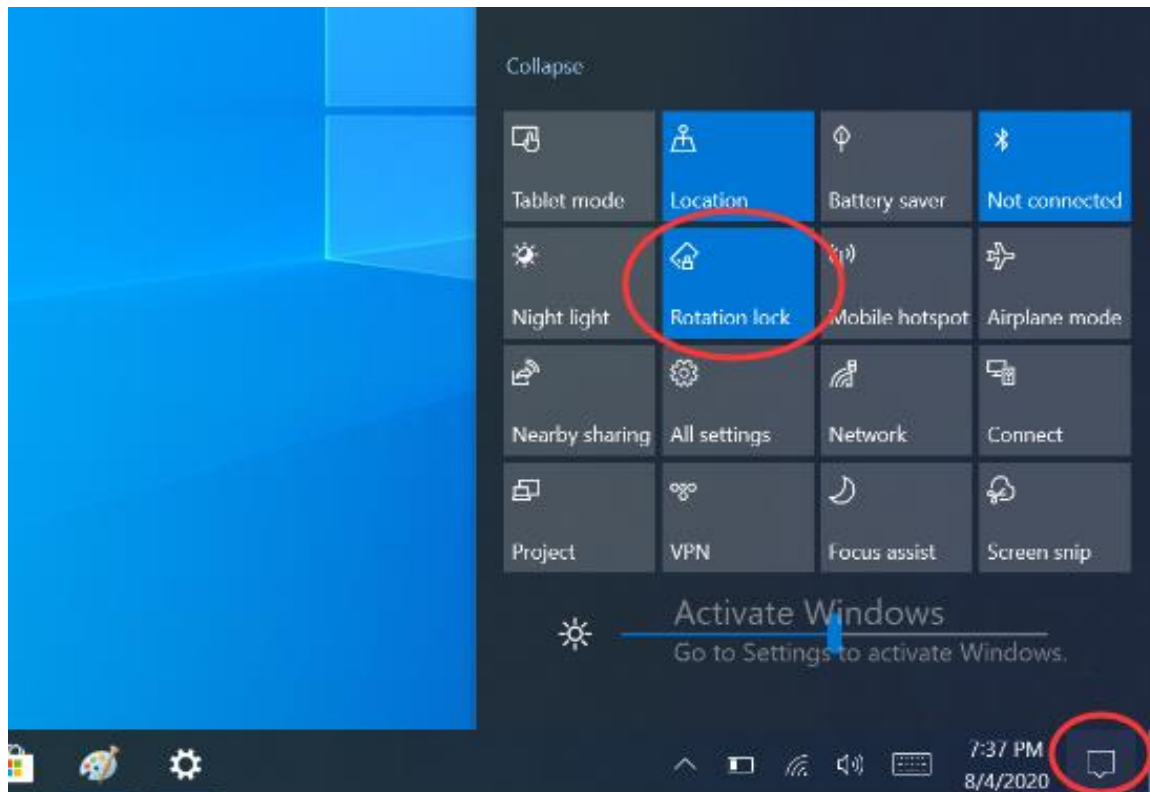 Collapse
Tablet mode
Location
Battery saver
Not connected
Night light
Rotation lock
Mobile hotspot
Airplane mode
Nearby sharing
All settings
Network
Connect
Project
VPN
Focus assist
Screen snip
Activate Windows
Go to Settings to activate Windows.
7:37 PM
8/4/2020